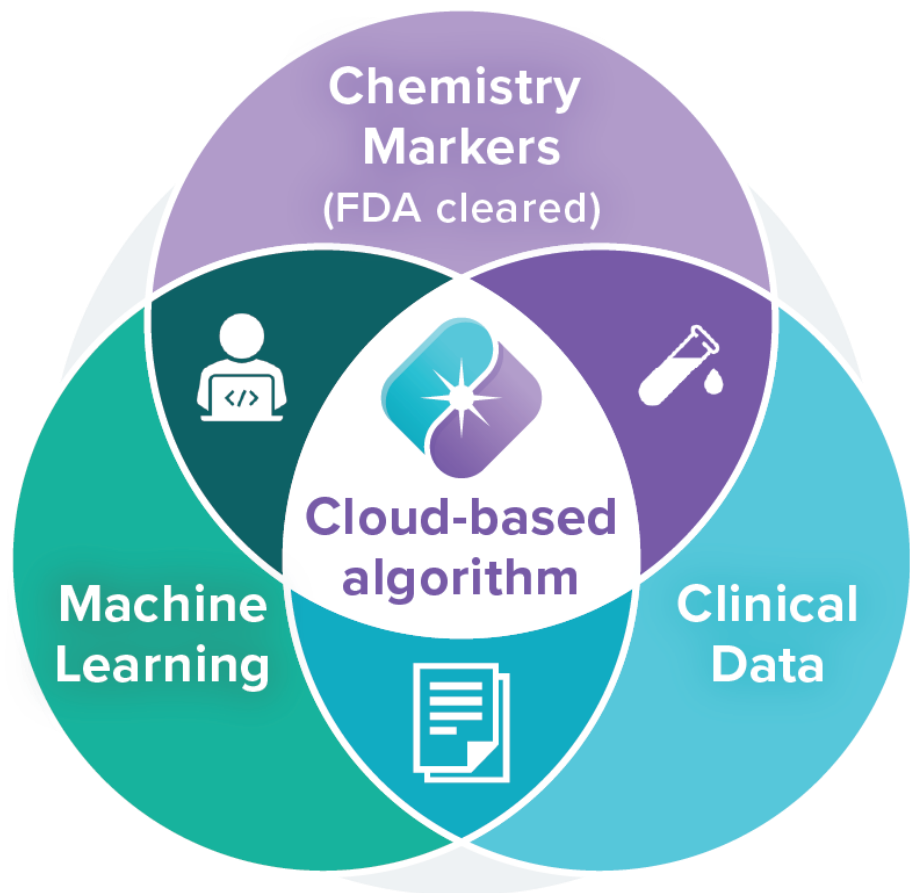 Chemistry
Markers
(FDA cleared)
</>
Cloud-based
algorithm
Machine
Learning
Clinical
Data